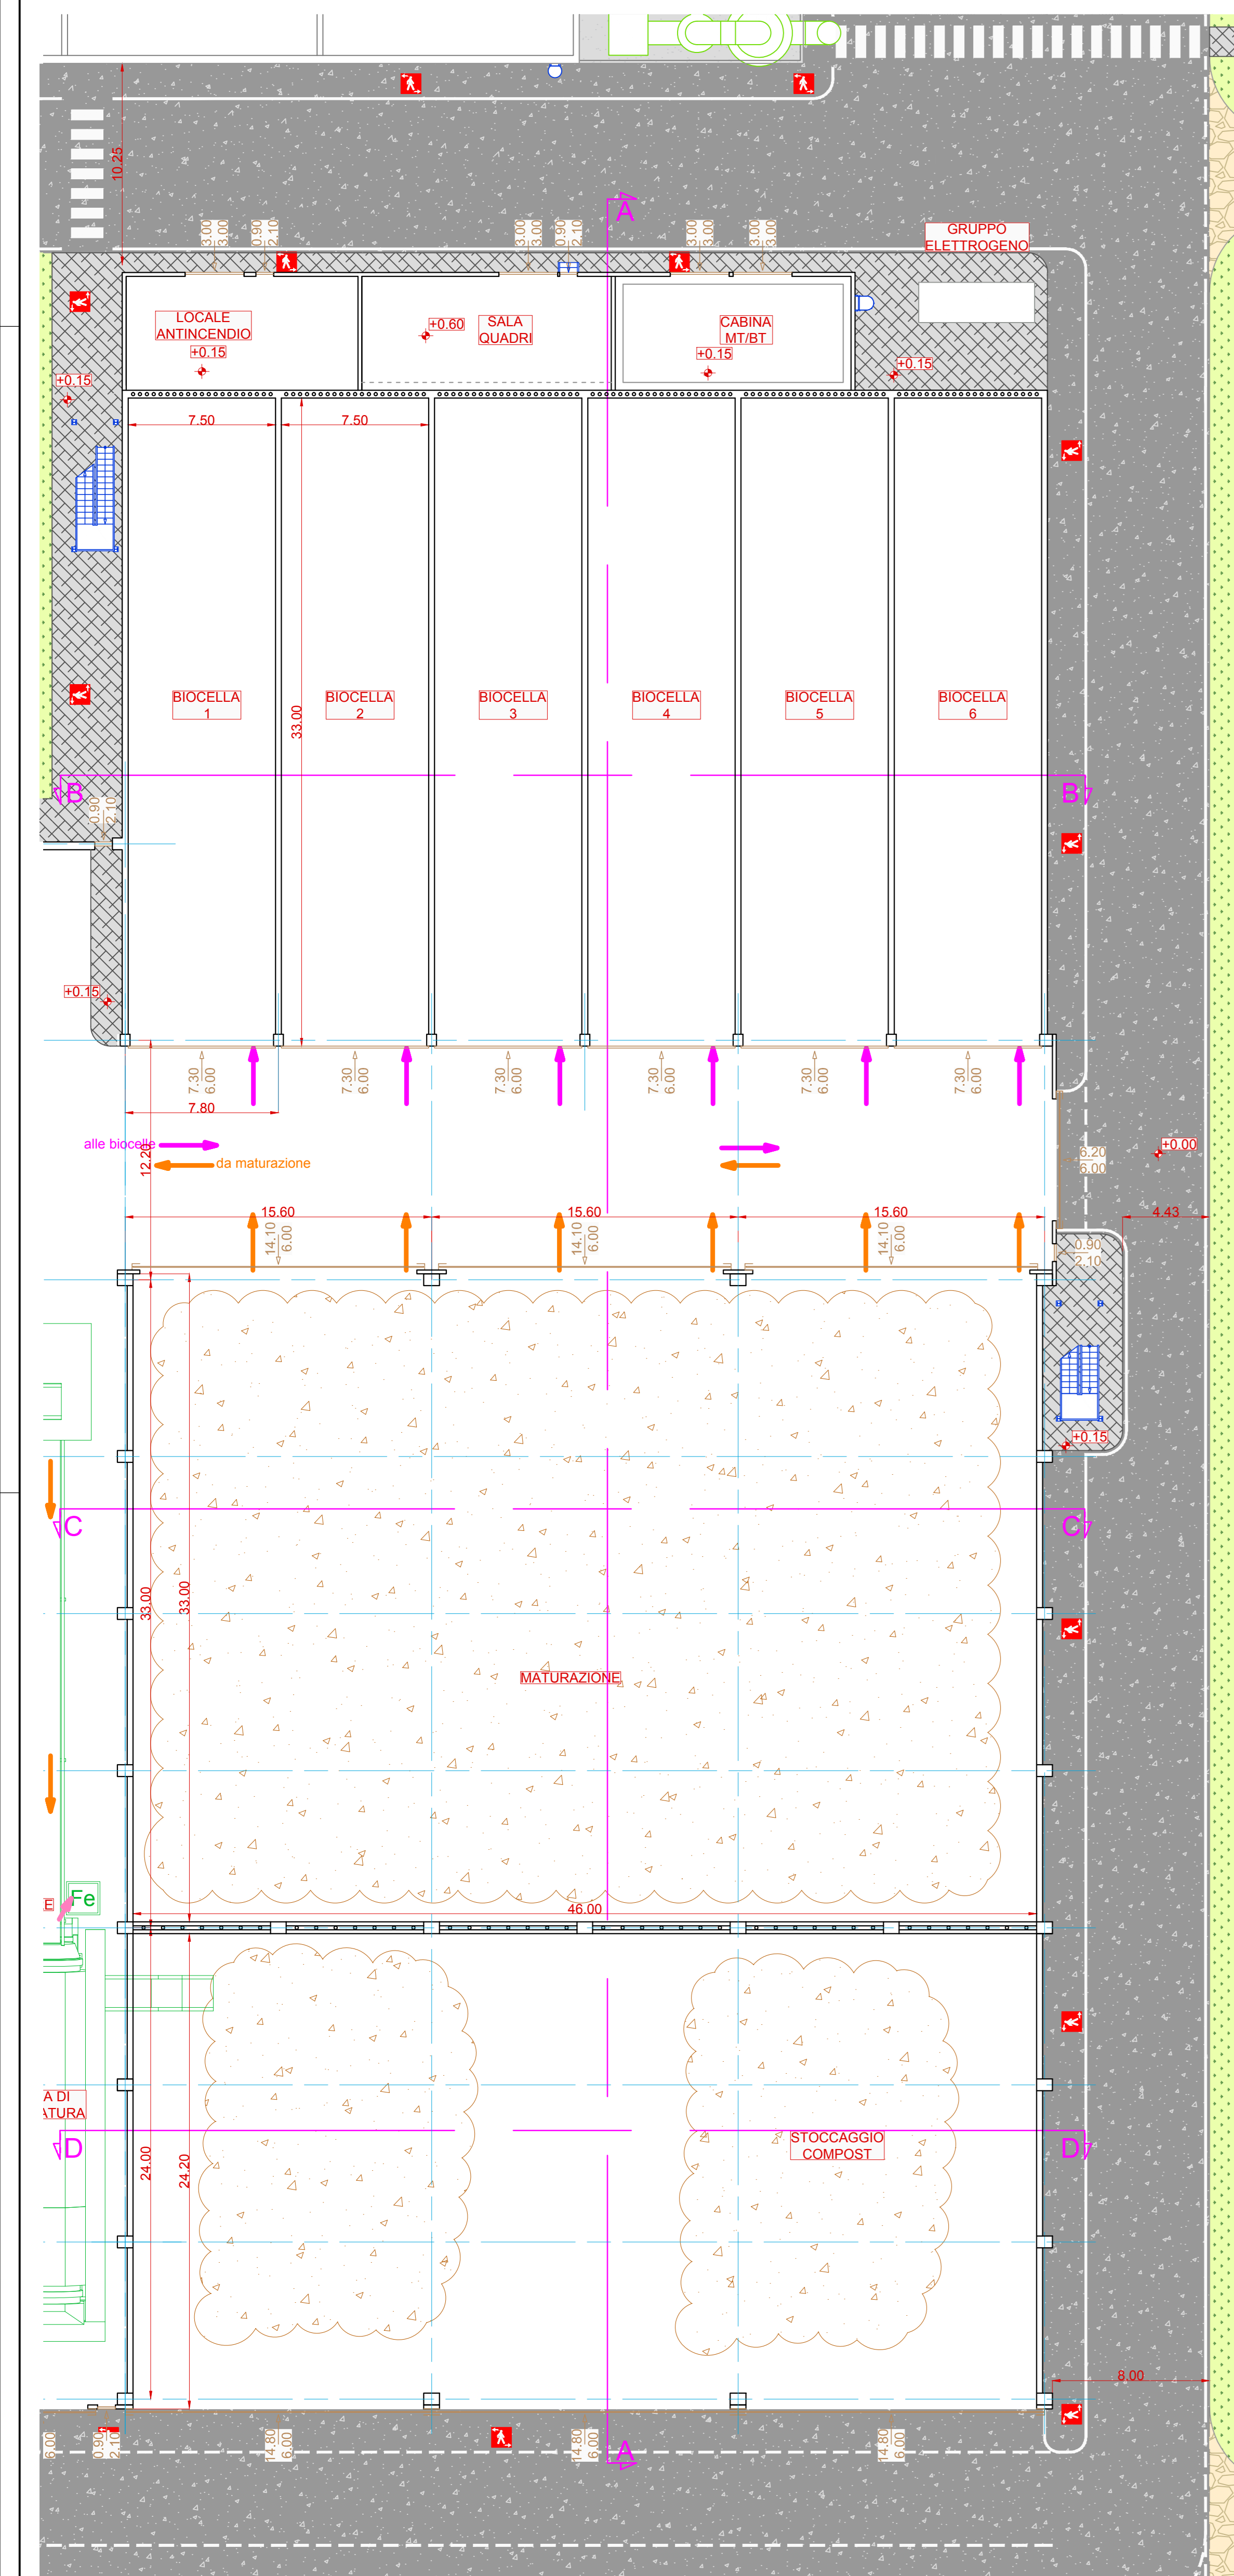 10.25
A
3.00
3.00
0.90
2.10
3.00
3.00
0.90
2.10
3.00
3.00
3.00
3.00
GRUPPO
ELETTROGENO
LOCALE
ANTINCENDIO
+0.15
+0.60
SALA
QUADRI
CABINA
MT/BT
+0.15
+0.15
+0.15
7.50
7.50
33.00
BIOCELLA
1
BIOCELLA
2
BIOCELLA
3
BIOCELLA
4
BIOCELLA
5
BIOCELLA
6
B
B
0.90
2.10
+0.15
7.30
6.00
7.30
6.00
7.30
6.00
7.30
6.00
7.30
6.00
7.30
6.00
7.80
alle biocelle
12.20
da maturazione
+0.00
6.20
6.00
15.60
15.60
15.60
4.43
14.10
6.00
14.10
6.00
14.10
6.00
0.90
2.10
+0.15
C
C
33.00
33.00
MATURAZIONE
E
Fe
46.00
A DI
ATURA
D
STOCCAGGIO
COMPOST
D
24.00
24.20
8.00
6.00
0.90
2.10
14.80
6.00
14.80
6.00
14.80
6.00
A